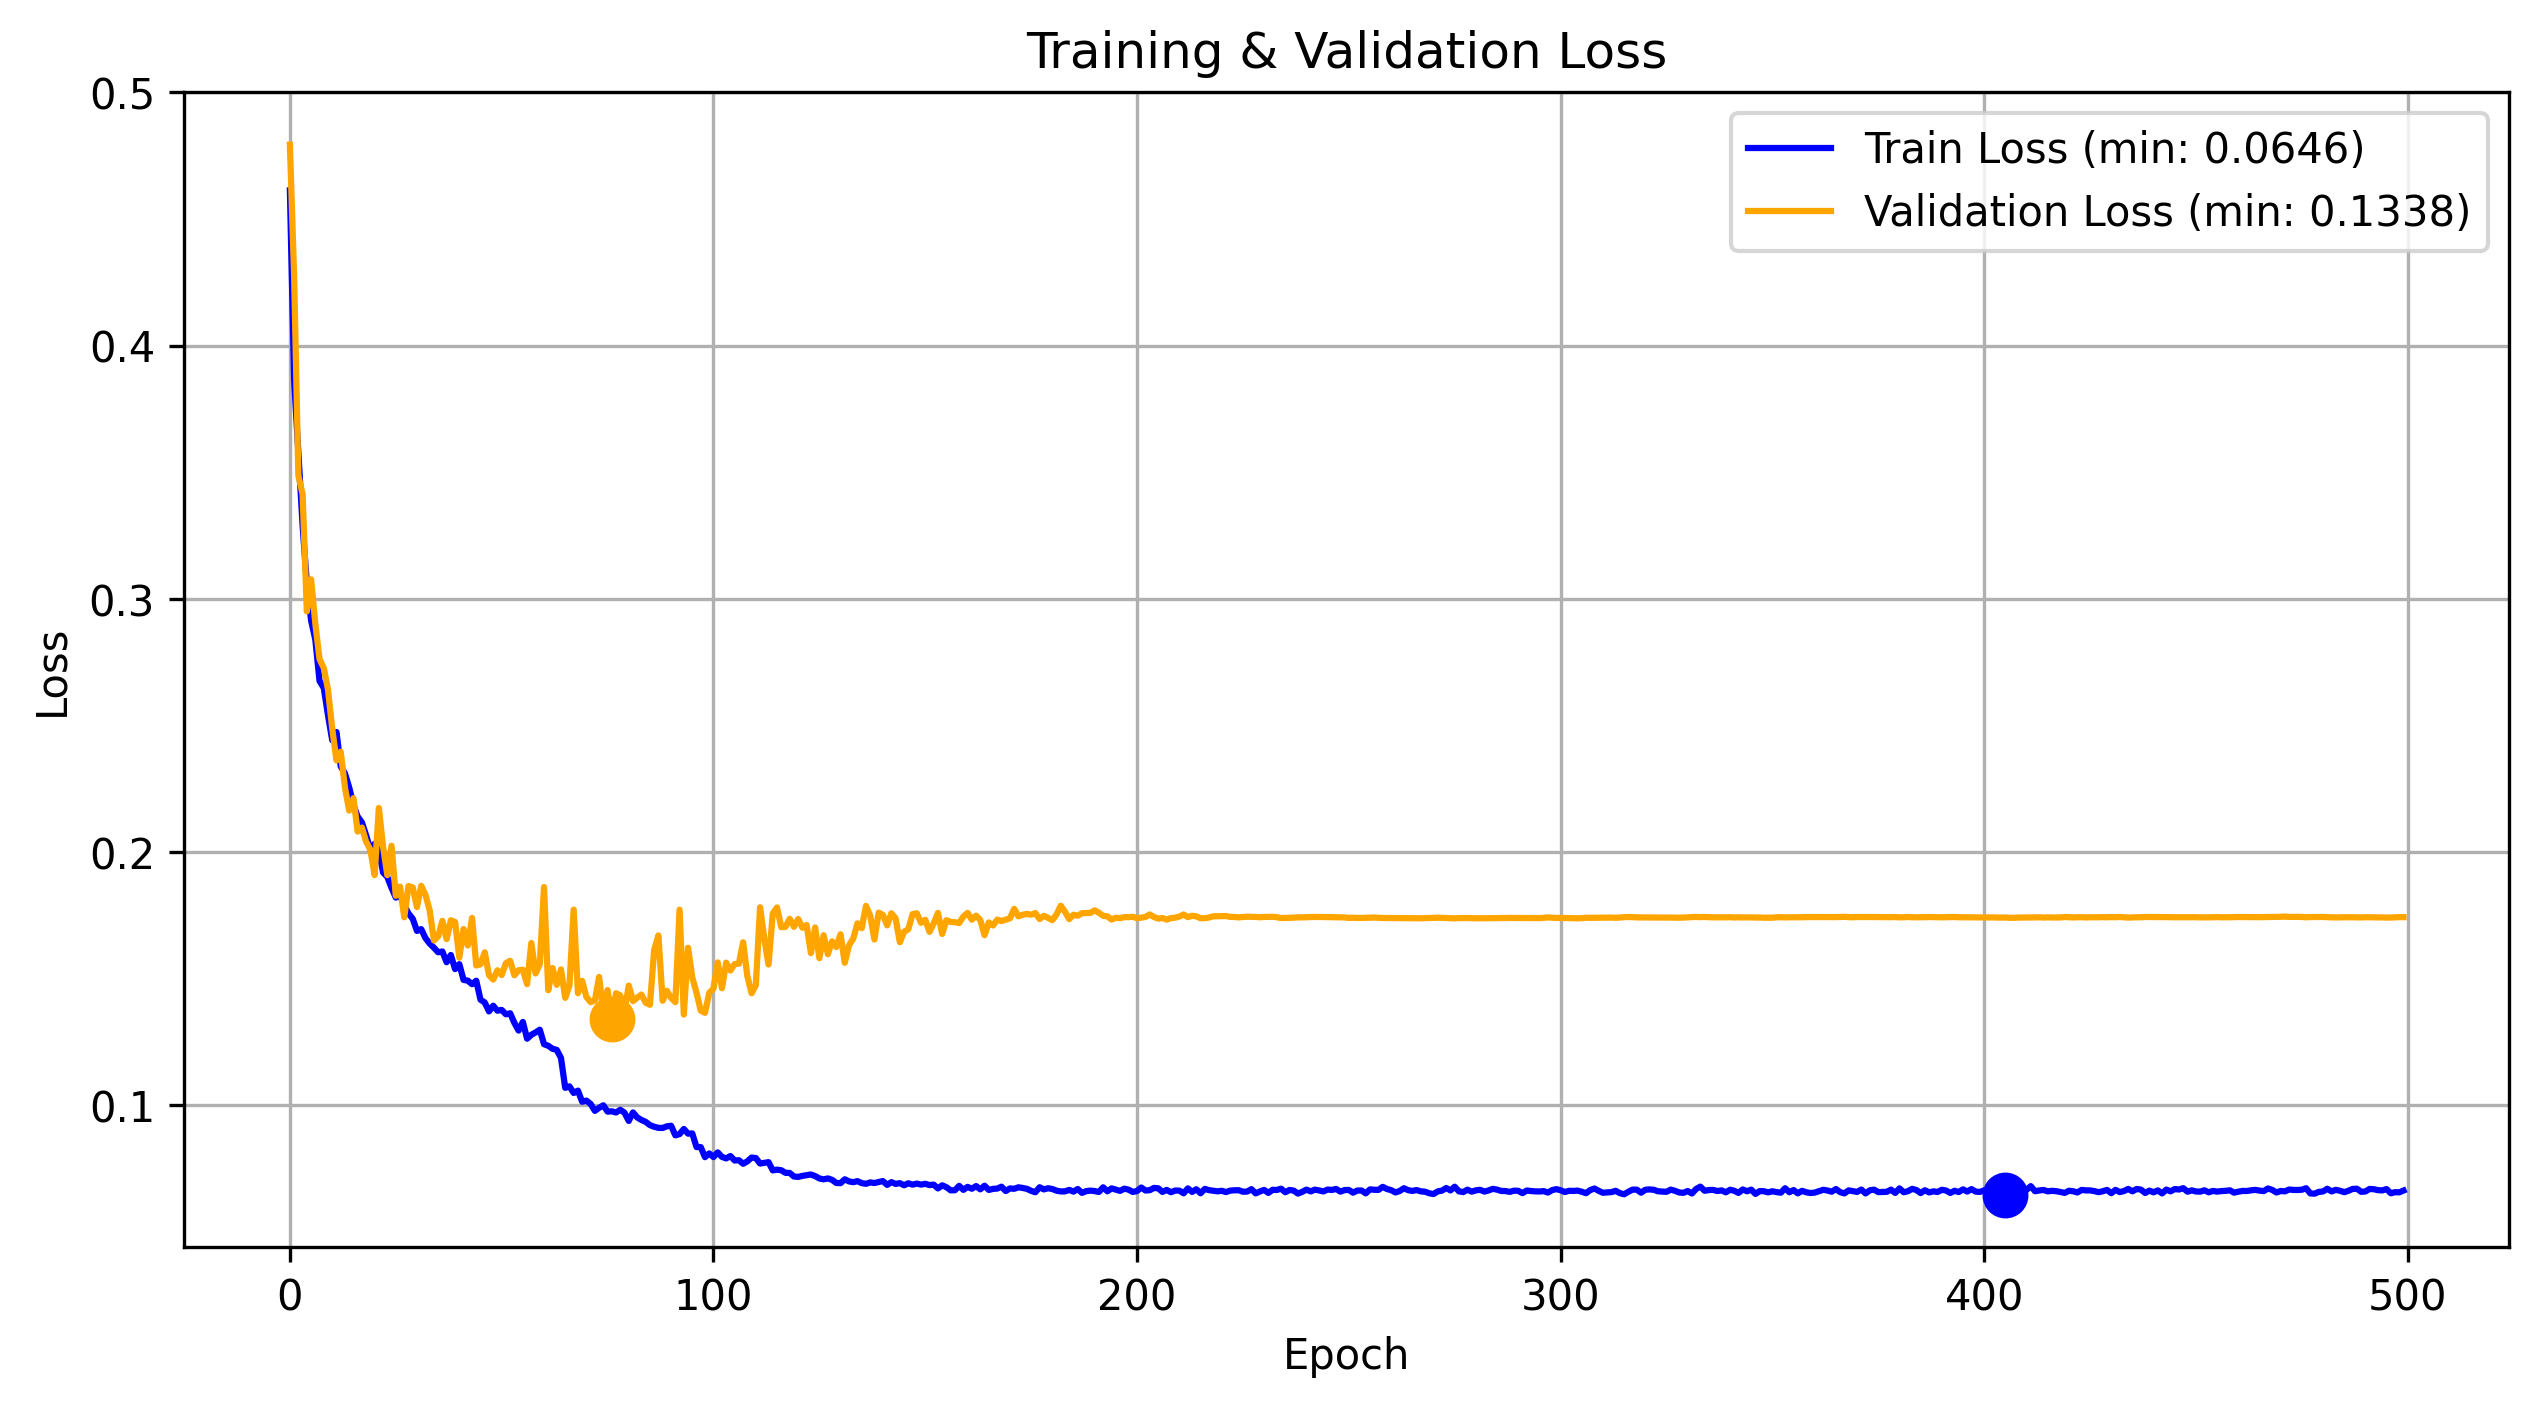 Training & Validation Loss
Train Loss (min: 0.0646)
Validation Loss (min: 0.1338)
Loss
0.5
0.4
0.3
0.2
0.1
0 100 200 300 400 500
Epoch